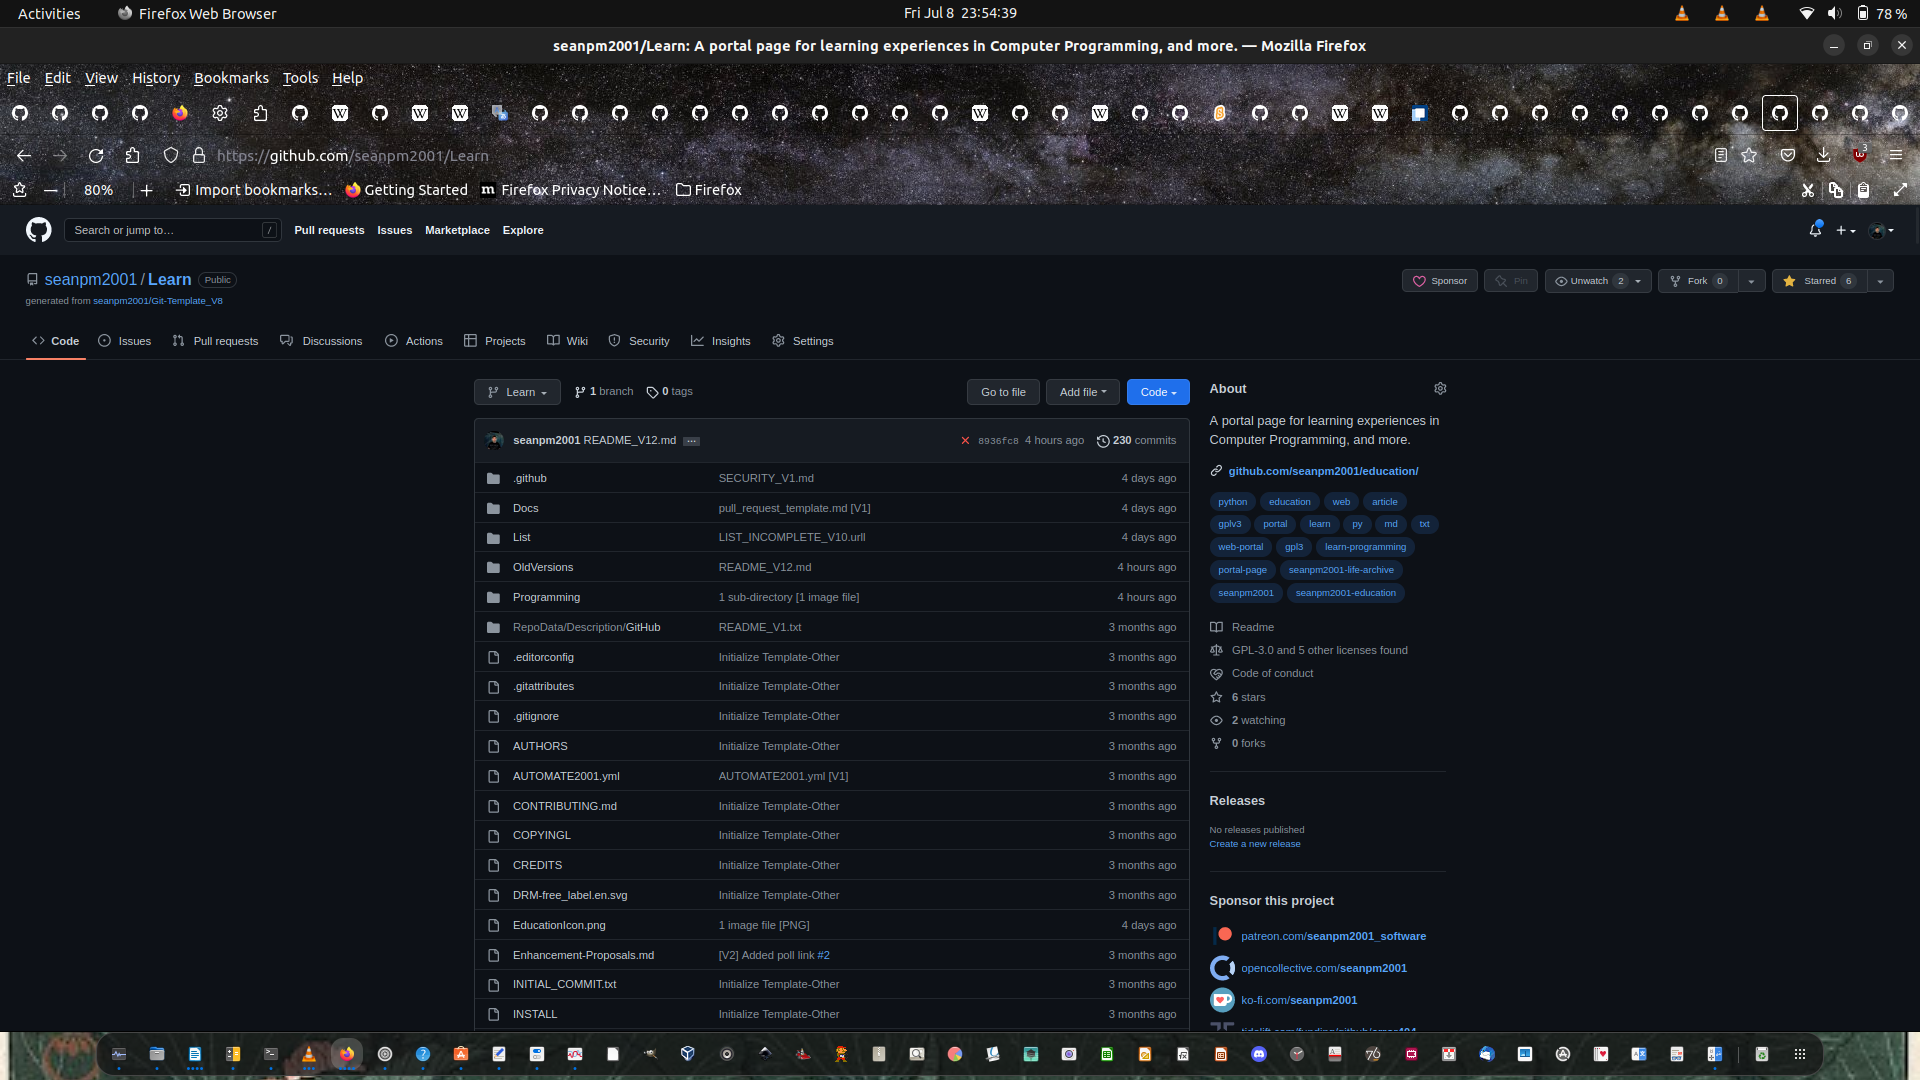 Activities Firefox Web Browser Fri Jul 8 23:54:39 78 %
seanpm2001/Learn: A portal page for learning experiences in Computer Programming, and more. — Mozilla Firefox
File Edit View History Bookmarks Tools Help
https://github.com/seanpm2001/Learn 3
80% Import bookmarks… Getting Started Firefox Privacy Notice… Firefox
Search or jump to… / Pull requests Issues Marketplace Explore
seanpm2001 / Learn Public Sponsor Pin Unwatch 2 Fork 0 Starred 6
generated from seanpm2001/Git-Template_V8
Code Issues Pull requests Discussions Actions Projects Wiki Security Insights Settings
Learn 1 branch 0 tags Go to file Add file Code
seanpm2001 README_V12.md ... 8936fc8 4 hours ago 230 commits
.github SECURITY_V1.md 4 days ago
Docs pull_request_template.md [V1] 4 days ago
List LIST_INCOMPLETE_V10.urll 4 days ago
OldVersions README_V12.md 4 hours ago
Programming 1 sub-directory [1 image file] 4 hours ago
RepoData/Description/GitHub README_V1.txt 3 months ago
.editorconfig Initialize Template-Other 3 months ago
.gitattributes Initialize Template-Other 3 months ago
.gitignore Initialize Template-Other 3 months ago
AUTHORS Initialize Template-Other 3 months ago
AUTOMATE2001.yml AUTOMATE2001.yml [V1] 3 months ago
CONTRIBUTING.md Initialize Template-Other 3 months ago
COPYINGL Initialize Template-Other 3 months ago
CREDITS Initialize Template-Other 3 months ago
DRM-free_label.en.svg Initialize Template-Other 3 months ago
EducationIcon.png 1 image file [PNG] 4 days ago
Enhancement-Proposals.md [V2] Added poll link #2 3 months ago
INITIAL_COMMIT.txt Initialize Template-Other 3 months ago
INSTALL Initialize Template-Other 3 months ago
About
A portal page for learning experiences in
Computer Programming, and more.
github.com/seanpm2001/education/
python education web article
gplv3 portal learn py md txt
web-portal gpl3 learn-programming
portal-page seanpm2001-life-archive
seanpm2001 seanpm2001-education
Readme
GPL-3.0 and 5 other licenses found
Code of conduct
6 stars
2 watching
0 forks
Releases
No releases published
Create a new release
Sponsor this project
patreon.com/seanpm2001_software
opencollective.com/seanpm2001
ko-fi.com/seanpm2001
tidelift.com/funding/github/error404